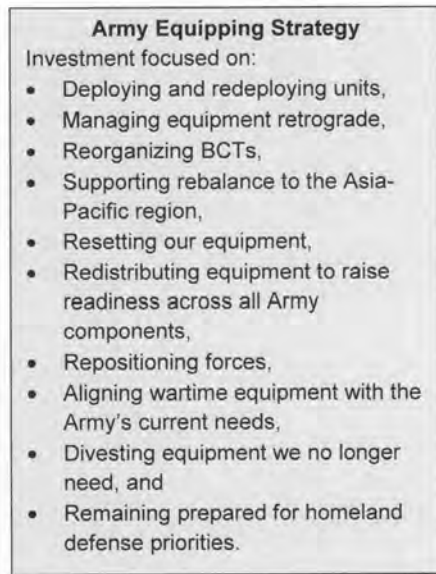 Army Equipping Strategy
Investment focused on:
• Deploying and redeploying units,
• Managing equipment retrograde,
• Reorganizing BCTs,
• Supporting rebalance to the Asia-
Pacific region,
• Resetting our equipment,
• Redistributing equipment to raise
readiness across all Army
components,
• Repositioning forces,
• Aligning wartime equipment with the
Army's current needs,
• Divesting equipment we no longer
need, and
• Remaining prepared for homeland
defense priorities.